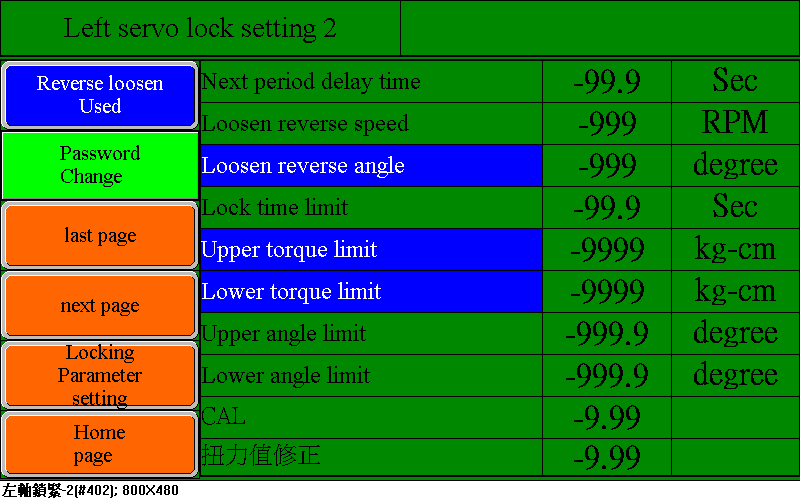 Left servo lock setting 2
Reverse loosen
Used
Password
Change
last page
next page
Locking
Parameter
setting
Home
page
Next period delay time -99.9 Sec
Loosen reverse speed -999 RPM
Loosen reverse angle -999 degree
Lock time limit -99.9 Sec
Upper torque limit -9999 kg-cm
Lower torque limit -9999 kg-cm
Upper angle limit -999.9 degree
Lower angle limit -999.9 degree
CAL -9.99
扭力值修正 -9.99
左軸鎖緊-2(#402); 800X480